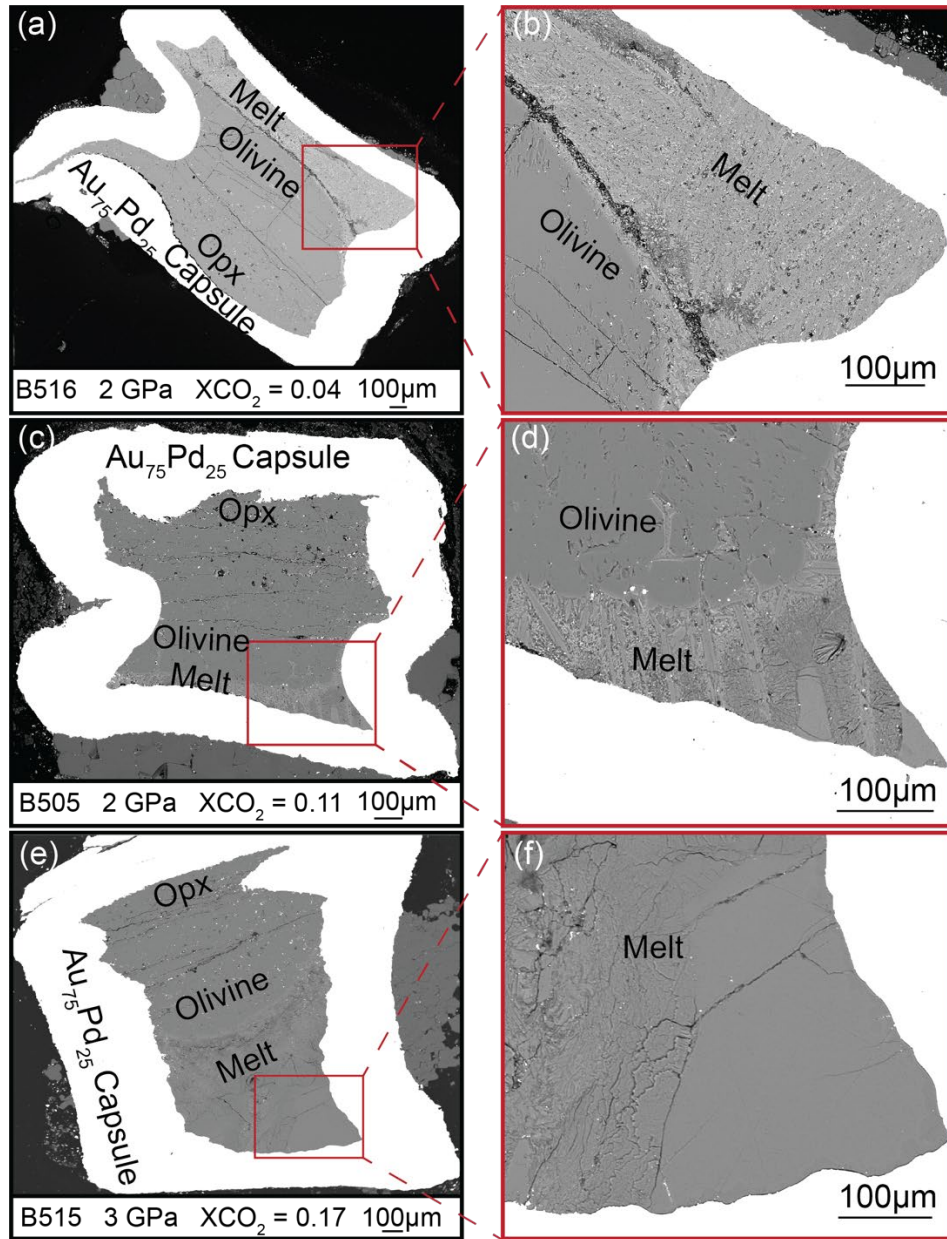 (a)
Melt
Olivine
Opx
Au75Pd25 Capsule
B516 2 GPa XCO2 = 0.04 100µm
(b)
Melt
Olivine
100µm
(c)
Au75Pd25 Capsule
Opx
Olivine
Melt
B505 2 GPa XCO2 = 0.11 100µm
(d)
Olivine
Melt
100µm
(e)
Opx
Olivine
Melt
Au75Pd25 Capsule
B515 3 GPa XCO2 = 0.17 100µm
(f)
Melt
100µm